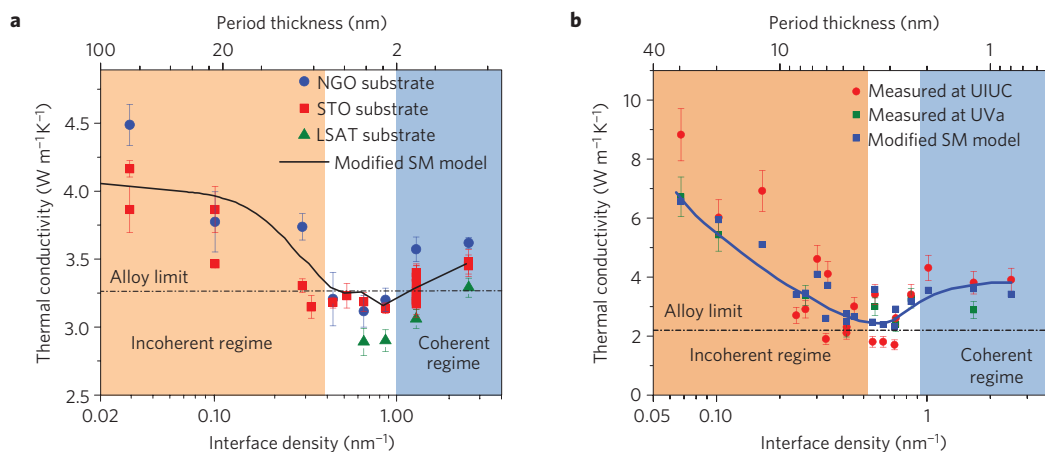 a
Period thickness (nm)
100 20 2
Thermal conductivity (W m⁻¹ K⁻¹)
4.5
4.0
3.5
3.0
2.5
NGO substrate
STO substrate
LSAT substrate
Modified SM model
Alloy limit
Incoherent regime
Coherent
regime
0.02 0.10 1.00
Interface density (nm⁻¹)
b
Period thickness (nm)
40 10 1
Thermal conductivity (W m⁻¹ K⁻¹)
10
8
6
4
2
0
Measured at UIUC
Measured at UVa
Modified SM model
Alloy limit
Incoherent regime
Coherent
regime
0.05 0.10 1
Interface density (nm⁻¹)